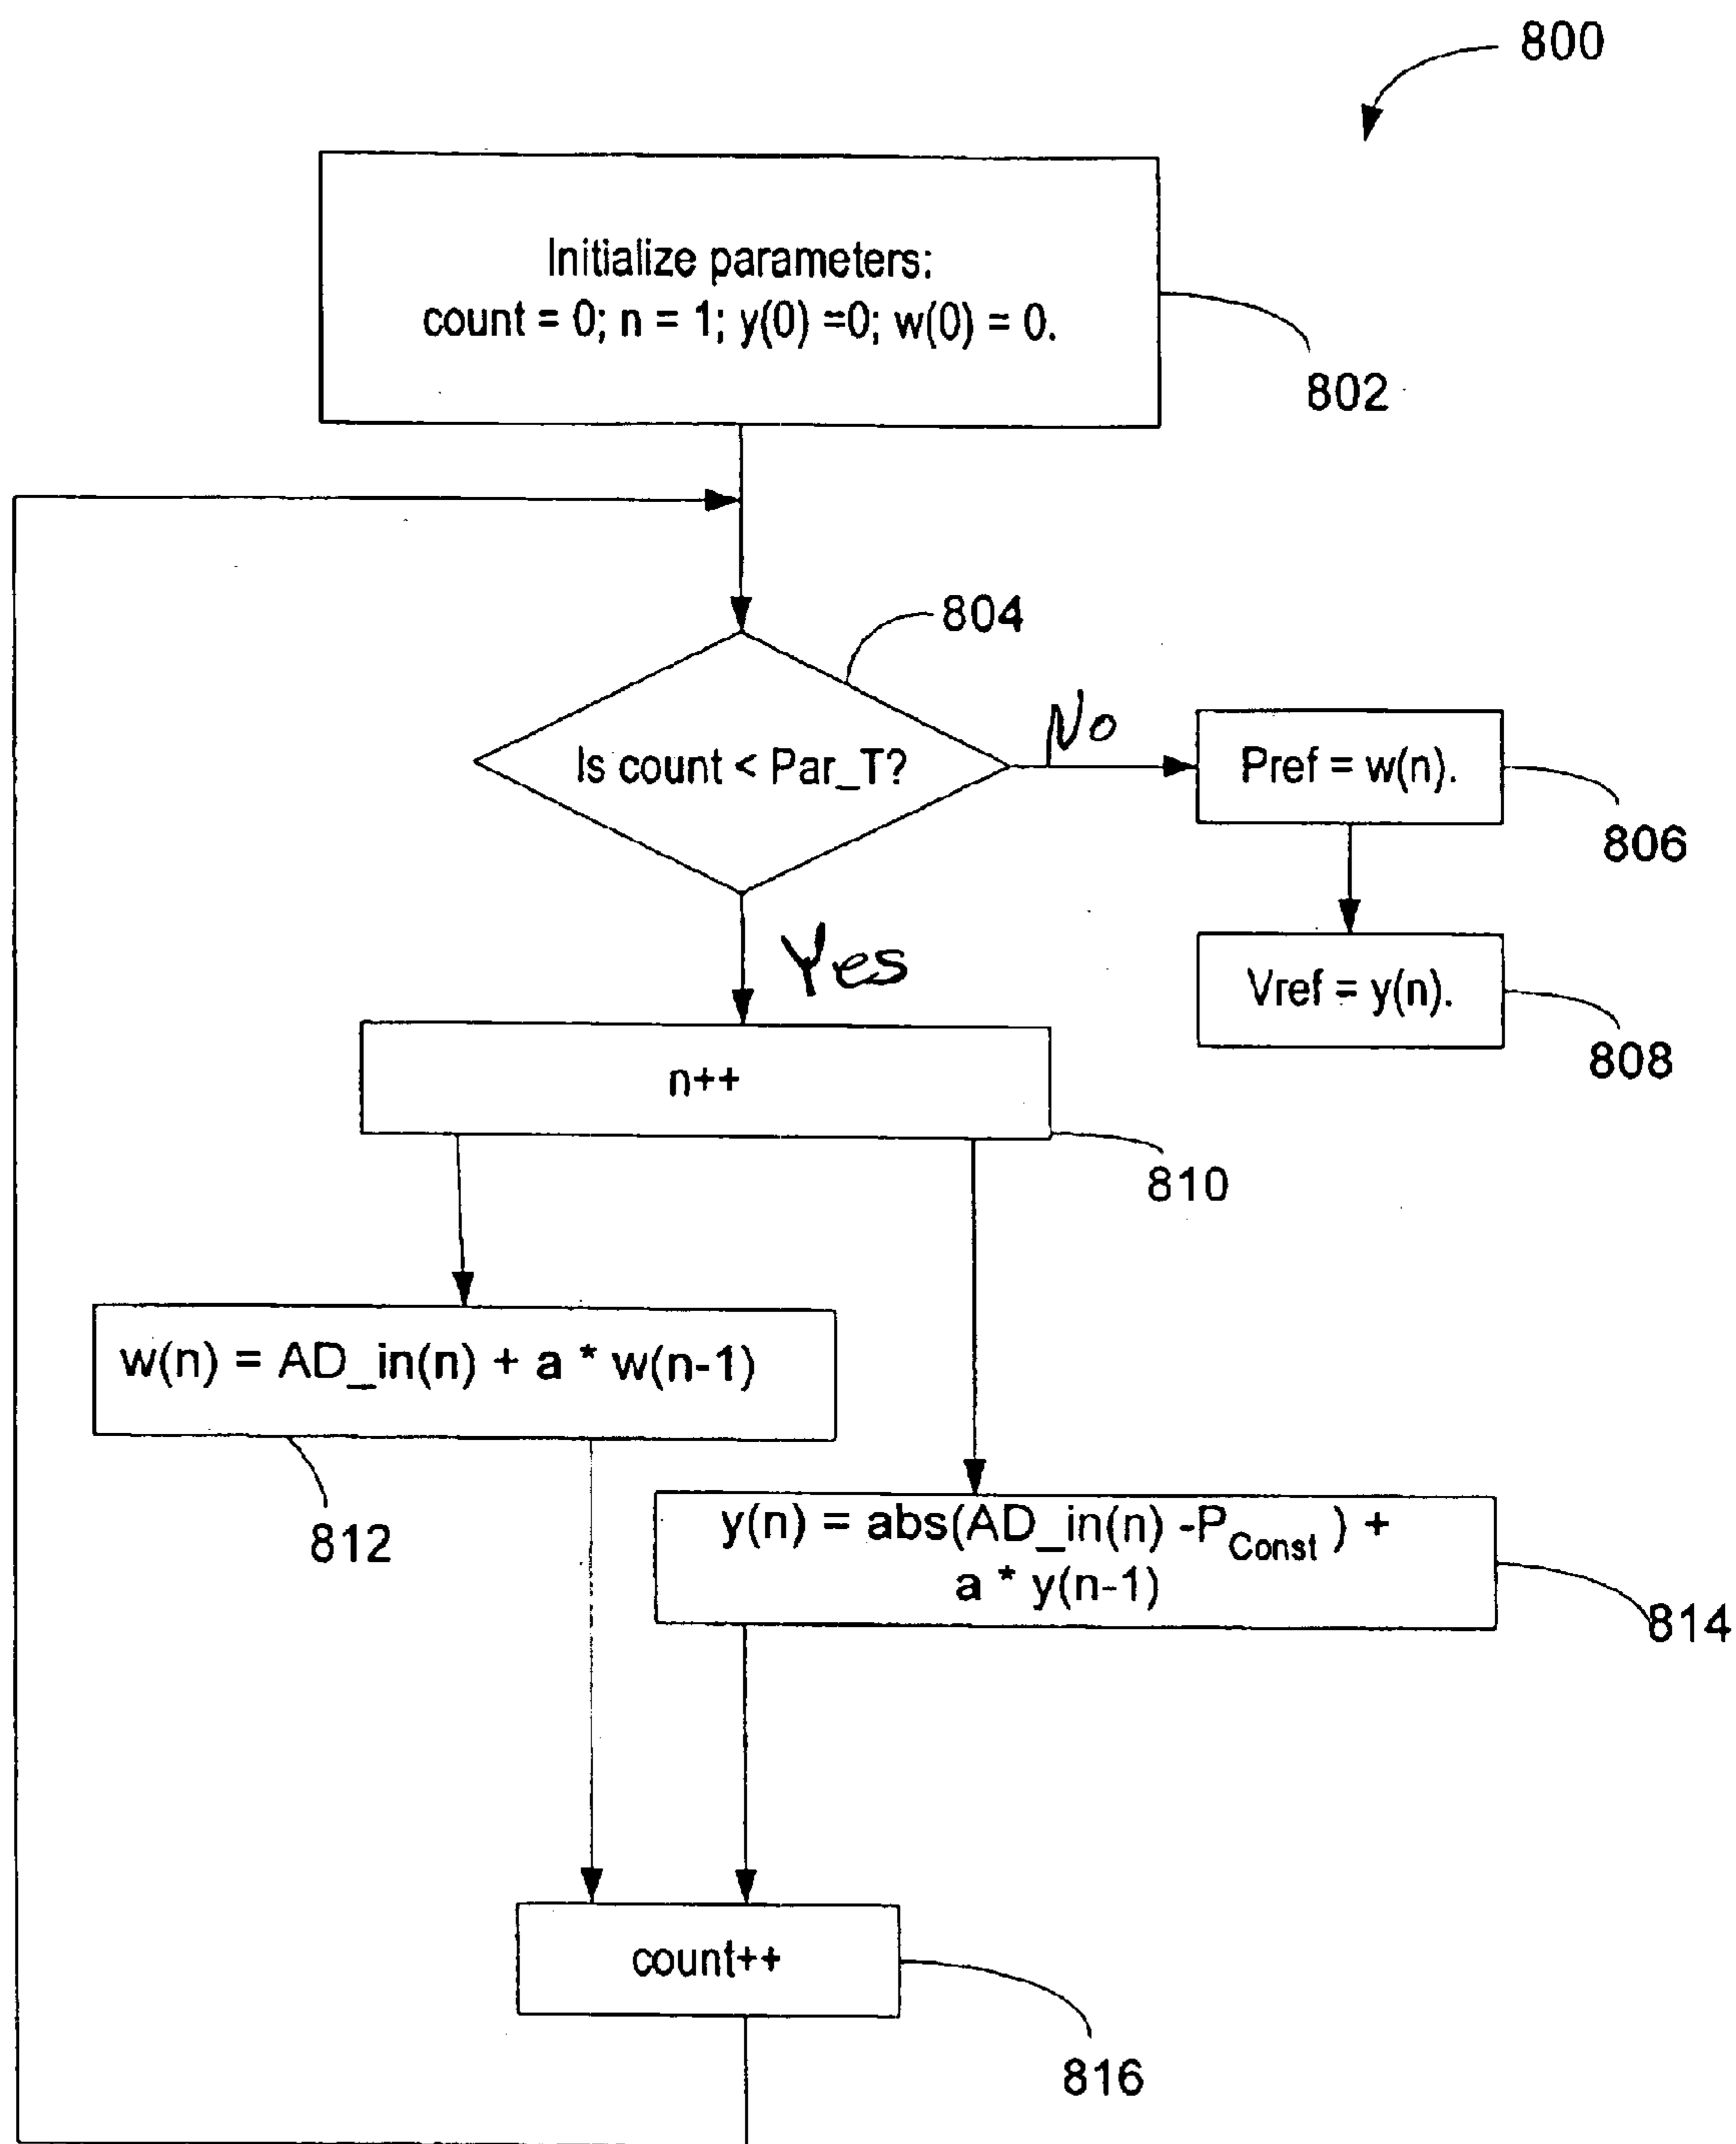 800
Initialize parameters:
count = 0; n = 1; y(0) =0; w(0) = 0.
802
804
Is count < Par_T?
No
Pref = w(n).
806
Yes
Vref = y(n).
808
n++
810
w(n) = AD_in(n) + a * w(n-1)
812
y(n) = abs(AD_in(n) -PConst ) +
a * y(n-1)
814
count++
816